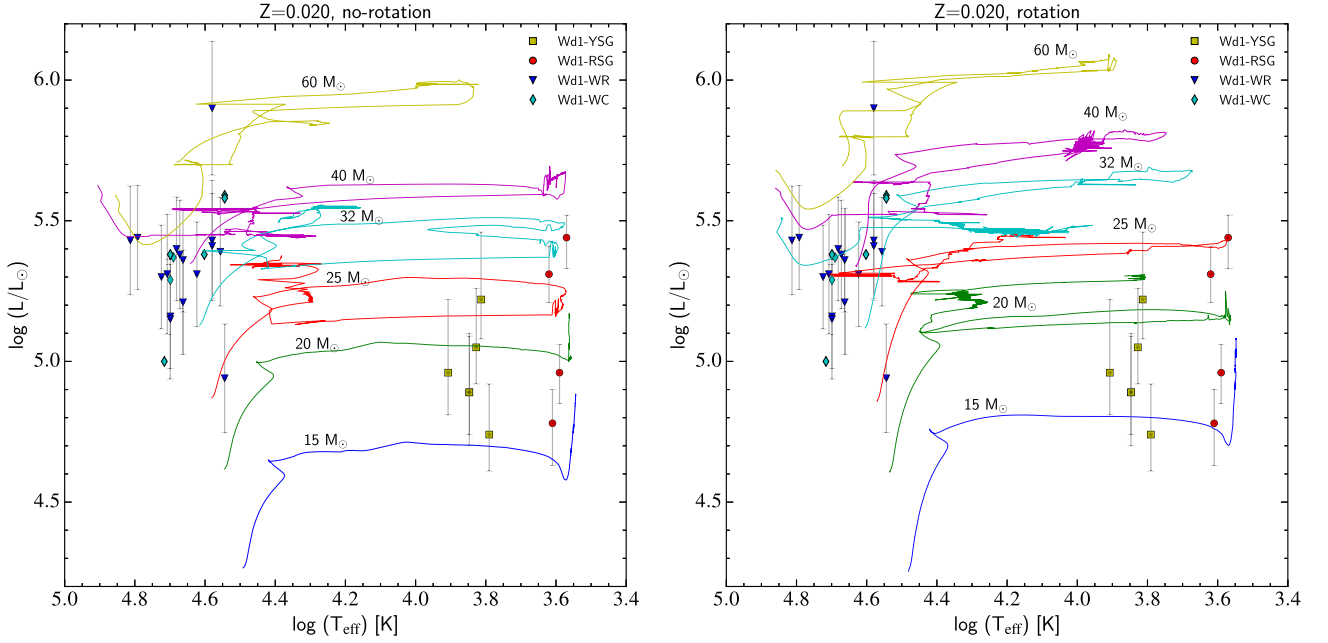 Z=0.020, no-rotation
Wd1-YSG
Wd1-RSG
Wd1-WR
Wd1-WC
60 M⊙
40 M⊙
32 M⊙
25 M⊙
20 M⊙
15 M⊙
6.0
5.5
5.0
4.5
log (L/L⊙)
5.0 4.8 4.6 4.4 4.2 4.0 3.8 3.6 3.4
log (Teff) [K]
Z=0.020, rotation
Wd1-YSG
Wd1-RSG
Wd1-WR
Wd1-WC
60 M⊙
40 M⊙
32 M⊙
25 M⊙
20 M⊙
15 M⊙
6.0
5.5
5.0
4.5
log (L/L⊙)
5.0 4.8 4.6 4.4 4.2 4.0 3.8 3.6 3.4
log (Teff) [K]